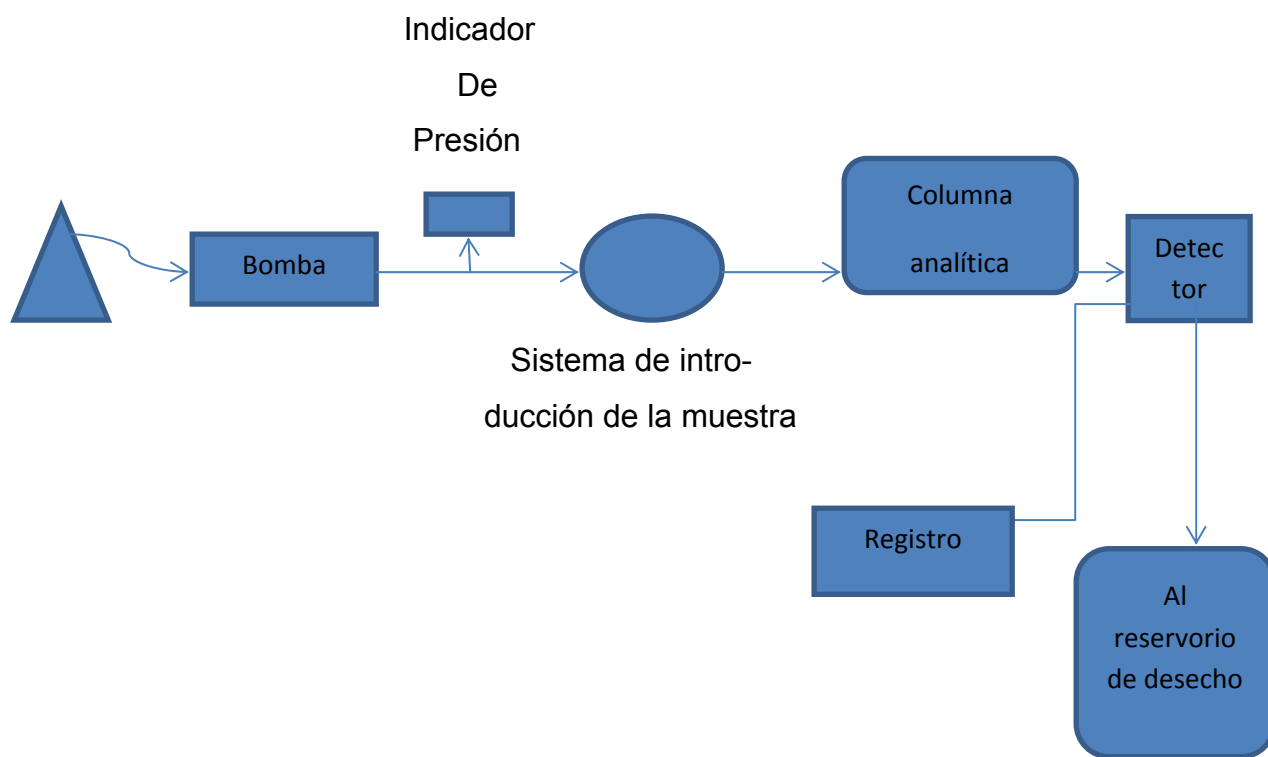 Indicador
De
Presión
Bomba
Sistema de intro-
ducción de la muestra
Columna
analítica
Detec
tor
Registro
Al
reservorio
de desecho